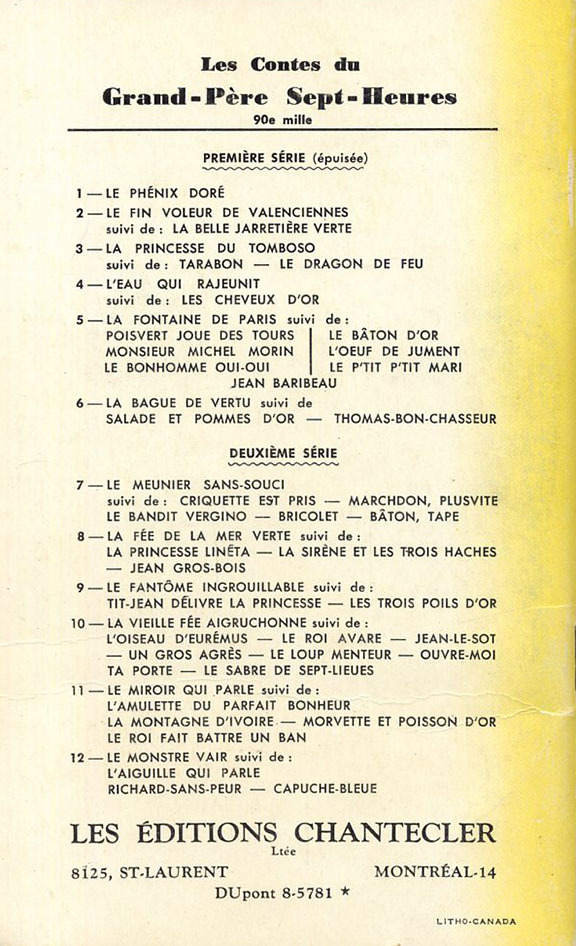 Les Contes du
Grand-Père Sept-Heures
90e mille
PREMIÈRE SÉRIE (épuisée)
1 — LE PHÉNIX DORÉ
2 — LE FIN VOLEUR DE VALENCIENNES
suivi de : LA BELLE JARRETIÈRE VERTE
3 — LA PRINCESSE DU TOMBOSO
suivi de : TARABON — LE DRAGON DE FEU
4 — L'EAU QUI RAJEUNIT
suivi de : LES CHEVEUX D'OR
5 — LA FONTAINE DE PARIS suivi de :
POISVERT JOUE DES TOURS | LE BÂTON D'OR
MONSIEUR MICHEL MORIN | L'OEUF DE JUMENT
LE BONHOMME OUI-OUI | LE P'TIT P'TIT MARI
JEAN BARIBEAU
6 — LA BAGUE DE VERTU suivi de
SALADE ET POMMES D'OR — THOMAS-BON-CHASSEUR
DEUXIÈME SÉRIE
7 — LE MEUNIER SANS-SOUCI
suivi de : CRIQUETTE EST PRIS — MARCHDON, PLUSVITE
LE BANDIT VERGINO — BRICOLET — BÂTON, TAPE
8 — LA FÉE DE LA MER VERTE suivi de :
LA PRINCESSE LINÉTA — LA SIRÈNE ET LES TROIS HACHES
— JEAN GROS-BOIS
9 — LE FANTÔME INGROUILLABLE suivi de :
TIT-JEAN DÉLIVRE LA PRINCESSE — LES TROIS POILS D'OR
10 — LA VIEILLE FÉE AIGRUCHONNE suivi de :
L'OISEAU D'EURÉMUS — LE ROI AVARE — JEAN-LE-SOT
— UN GROS AGRÈS — LE LOUP MENTEUR — OUVRE-MOI
TA PORTE — LE SABRE DE SEPT-LIEUES
11 — LE MIROIR QUI PARLE suivi de :
L'AMULETTE DU PARFAIT BONHEUR
LA MONTAGNE D'IVOIRE — MORVETTE ET POISSON D'OR
LE ROI FAIT BATTRE UN BAN
12 — LE MONSTRE VAIR suivi de :
L'AIGUILLE QUI PARLE
RICHARD-SANS-PEUR — CAPUCHE-BLEUE
LES ÉDITIONS CHANTECLER
Ltée
8125, ST-LAURENT MONTRÉAL-14
DUpont 8-5781 ★
LITHO-CANADA